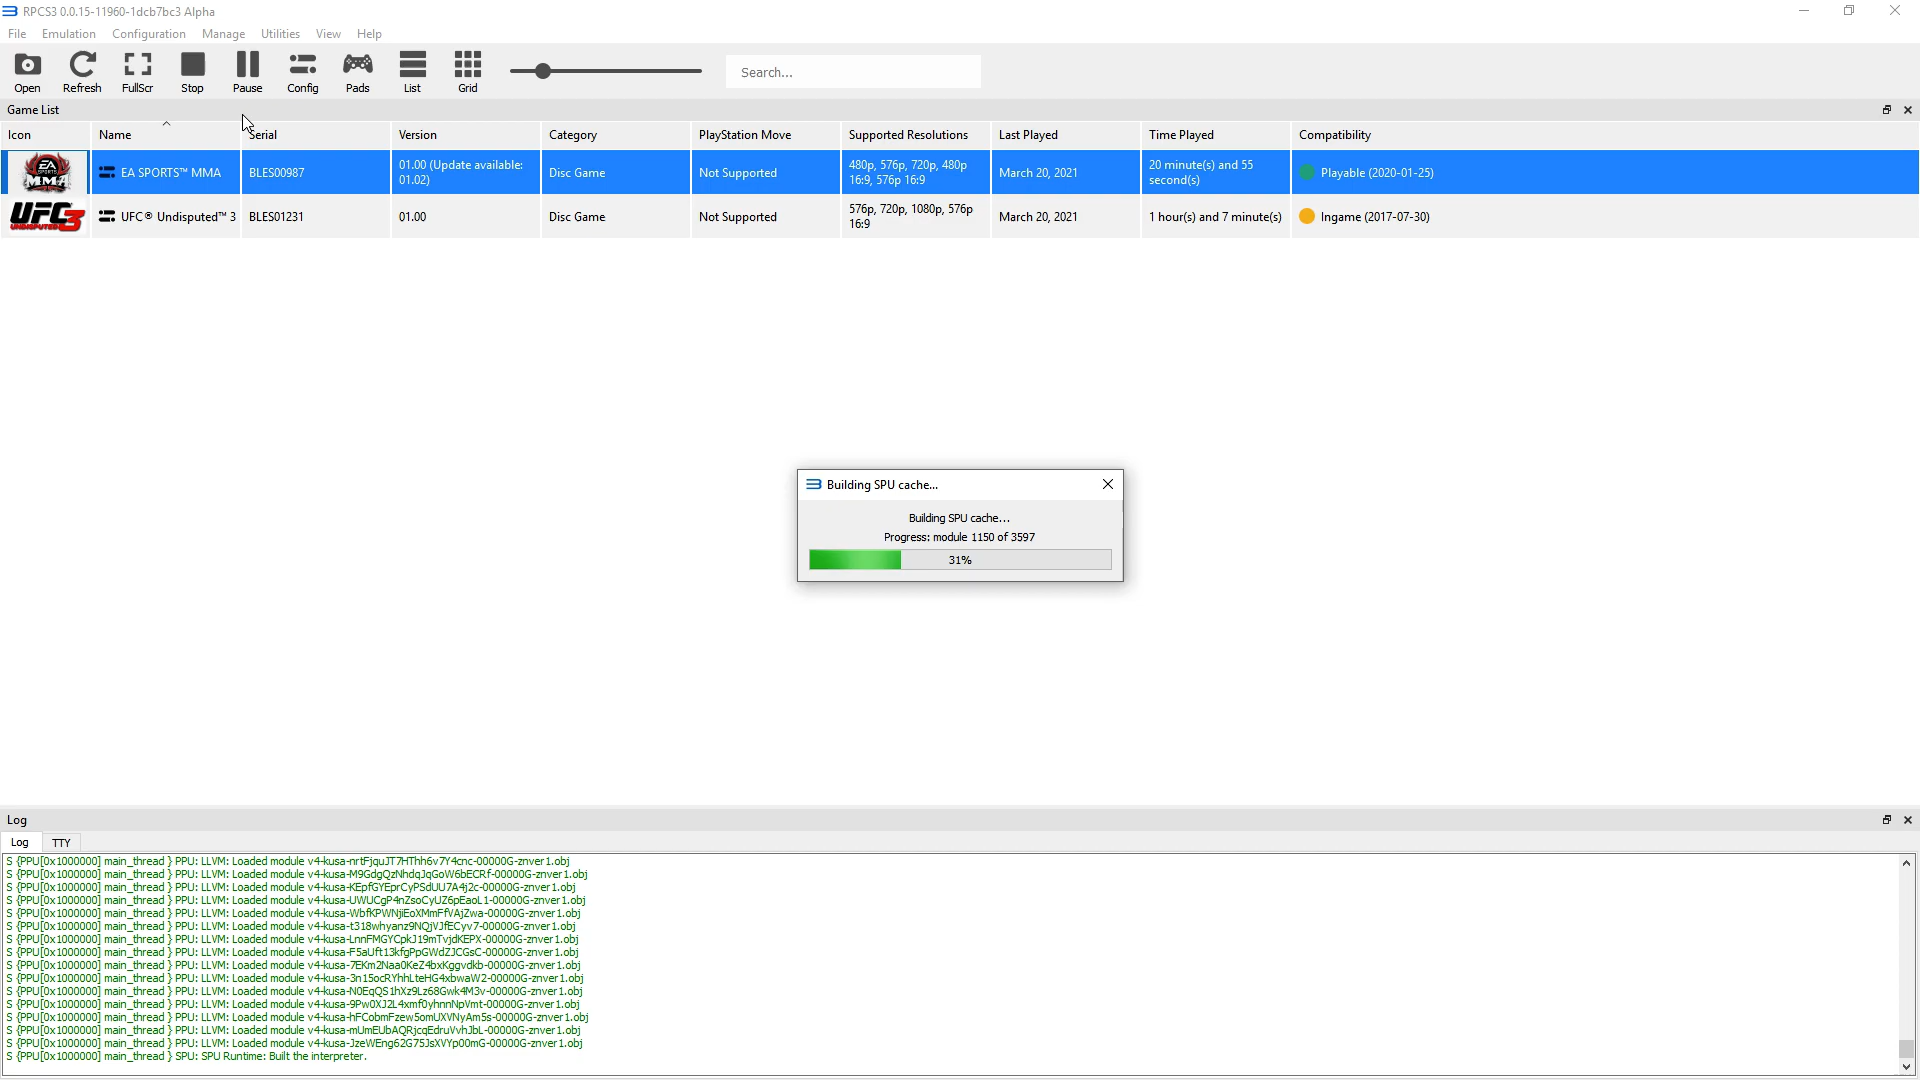 RPCS3 0.0.15-11960-1dcb7bc3 Alpha
File Emulation Configuration Manage Utilities View Help
Open Refresh FullScr Stop Pause Config Pads List Grid Search...
Game List
Icon Name Serial Version Category PlayStation Move Supported Resolutions Last Played Time Played Compatibility
EA SPORTS MMA
EA SPORTS™ MMA BLES00987 01.00 (Update available: 01.02) Disc Game Not Supported 480p, 576p, 720p, 480p 16:9, 576p 16:9 March 20, 2021 20 minute(s) and 55 second(s) Playable (2020-01-25)
UFC UNDISPUTED 3
UFC® Undisputed™ 3 BLES01231 01.00 Disc Game Not Supported 576p, 720p, 1080p, 576p 16:9 March 20, 2021 1 hour(s) and 7 minute(s) Ingame (2017-07-30)
Building SPU cache...
Building SPU cache...
Progress: module 1150 of 3597
31%
Log
Log TTY
S {PPU[0x1000000] main_thread } PPU: LLVM: Loaded module v4-kusa-nrtFjquJT7HThh6v7Y4cnc-00000G-znver1.obj
S {PPU[0x1000000] main_thread } PPU: LLVM: Loaded module v4-kusa-M9GdgQzNhdqJqGoW6bECRf-00000G-znver1.obj
S {PPU[0x1000000] main_thread } PPU: LLVM: Loaded module v4-kusa-KEpfGYEprCyPSdUU7A4j2c-00000G-znver1.obj
S {PPU[0x1000000] main_thread } PPU: LLVM: Loaded module v4-kusa-UWUCgP4nZsoCyUZ6pEaoL1-00000G-znver1.obj
S {PPU[0x1000000] main_thread } PPU: LLVM: Loaded module v4-kusa-WbfKPWNjiEoXMmFfVAjZwa-00000G-znver1.obj
S {PPU[0x1000000] main_thread } PPU: LLVM: Loaded module v4-kusa-t318whyanz9NQjVJfECyv7-00000G-znver1.obj
S {PPU[0x1000000] main_thread } PPU: LLVM: Loaded module v4-kusa-LnnFMGYCpkJ19mTvjdKEPX-00000G-znver1.obj
S {PPU[0x1000000] main_thread } PPU: LLVM: Loaded module v4-kusa-F5aUft13kfgPpGWdZJCGsC-00000G-znver1.obj
S {PPU[0x1000000] main_thread } PPU: LLVM: Loaded module v4-kusa-7EKm2Naa0KeZ4bxKggvdkb-00000G-znver1.obj
S {PPU[0x1000000] main_thread } PPU: LLVM: Loaded module v4-kusa-3n15ocRYhhLteHG4xbwaW2-00000G-znver1.obj
S {PPU[0x1000000] main_thread } PPU: LLVM: Loaded module v4-kusa-N0EqQS1hXz9Lz68Gwk4M3v-00000G-znver1.obj
S {PPU[0x1000000] main_thread } PPU: LLVM: Loaded module v4-kusa-9Pw0XJ2L4xmf0yhnnNpVmt-00000G-znver1.obj
S {PPU[0x1000000] main_thread } PPU: LLVM: Loaded module v4-kusa-hFCobmFzew5omUXVNyAm5s-00000G-znver1.obj
S {PPU[0x1000000] main_thread } PPU: LLVM: Loaded module v4-kusa-mUmEUbAQRjcqEdruVvhJbL-00000G-znver1.obj
S {PPU[0x1000000] main_thread } PPU: LLVM: Loaded module v4-kusa-JzeWEng62G75JsXVYp00mG-00000G-znver1.obj
S {PPU[0x1000000] main_thread } SPU: SPU Runtime: Built the interpreter.